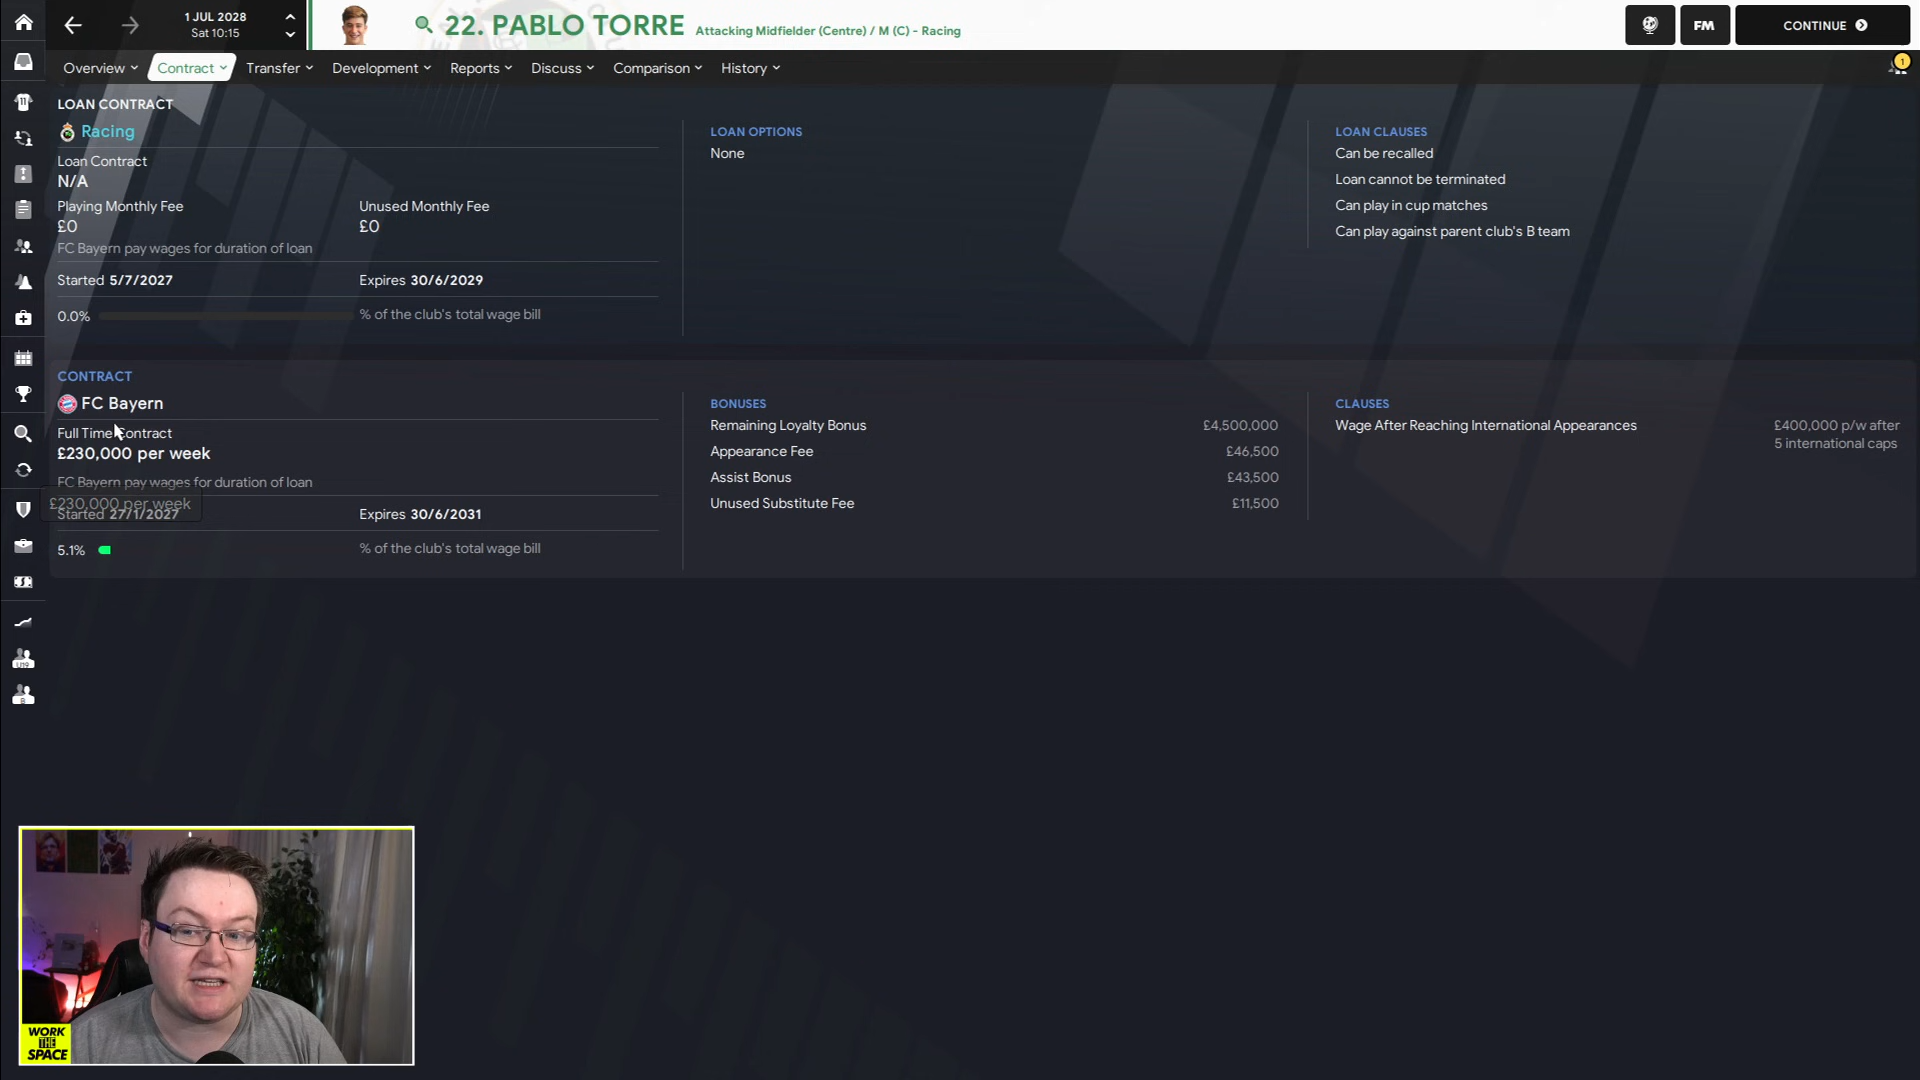 1 JUL 2028
Sat 10:15
22. PABLO TORRE
Attacking Midfielder (Centre) / M (C) - Racing
FM
CONTINUE
Overview
Contract
Transfer
Development
Reports
Discuss
Comparison
History
1
LOAN CONTRACT
Racing
Loan Contract
N/A
Playing Monthly Fee
Unused Monthly Fee
£0
£0
FC Bayern pay wages for duration of loan
Started 5/7/2027
Expires 30/6/2029
0.0%
% of the club's total wage bill
LOAN OPTIONS
None
LOAN CLAUSES
Can be recalled
Loan cannot be terminated
Can play in cup matches
Can play against parent club's B team
CONTRACT
FC Bayern
Full Time Contract
£230,000 per week
FC Bayern pay wages for duration of loan
£230,000 per week
Started 27/1/2027
Expires 30/6/2031
5.1%
% of the club's total wage bill
BONUSES
Remaining Loyalty Bonus £4,500,000
Appearance Fee £46,500
Assist Bonus £43,500
Unused Substitute Fee £11,500
CLAUSES
Wage After Reaching International Appearances £400,000 p/w after
5 international caps
11
U19
B
WORK
THE
SPACE